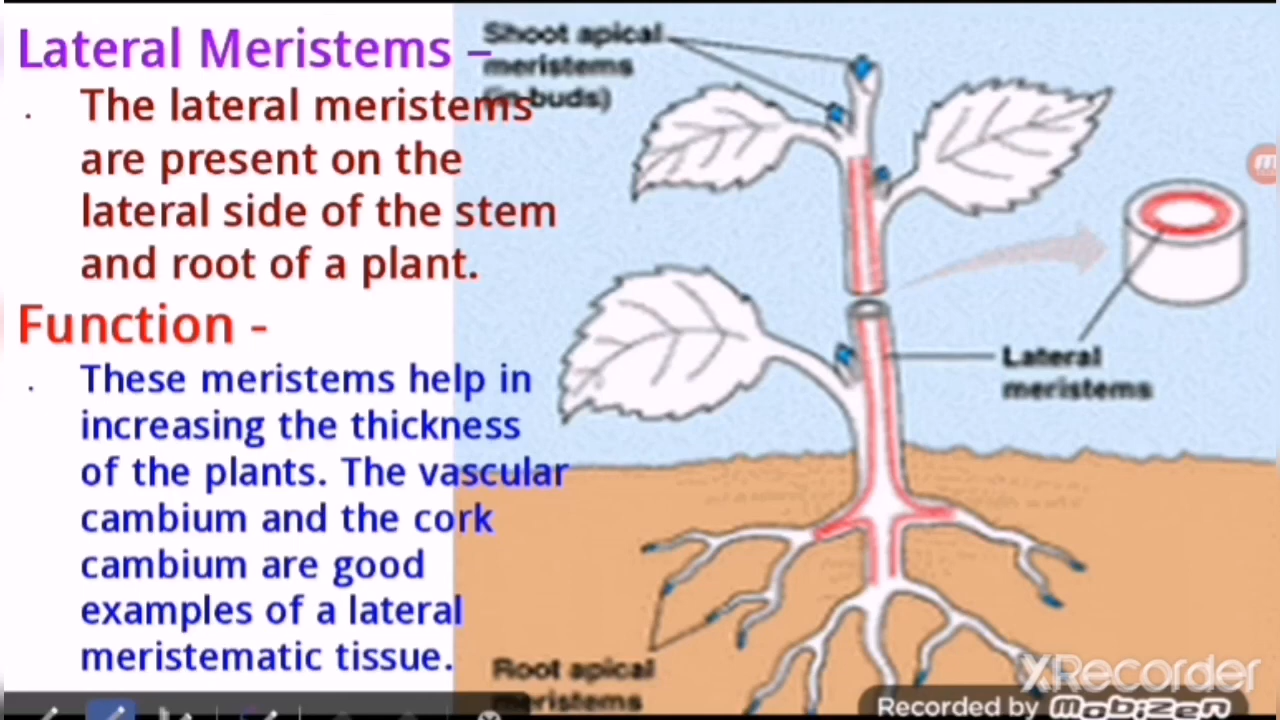 Lateral Meristems –
. The lateral meristems
are present on the
lateral side of the stem
and root of a plant.
Function -
. These meristems help in
increasing the thickness
of the plants. The vascular
cambium and the cork
cambium are good
examples of a lateral
meristematic tissue.
Shoot apical
meristems
(in buds)
Lateral
meristems
Root apical
meristems
XRecorder
Recorded by Mobizen